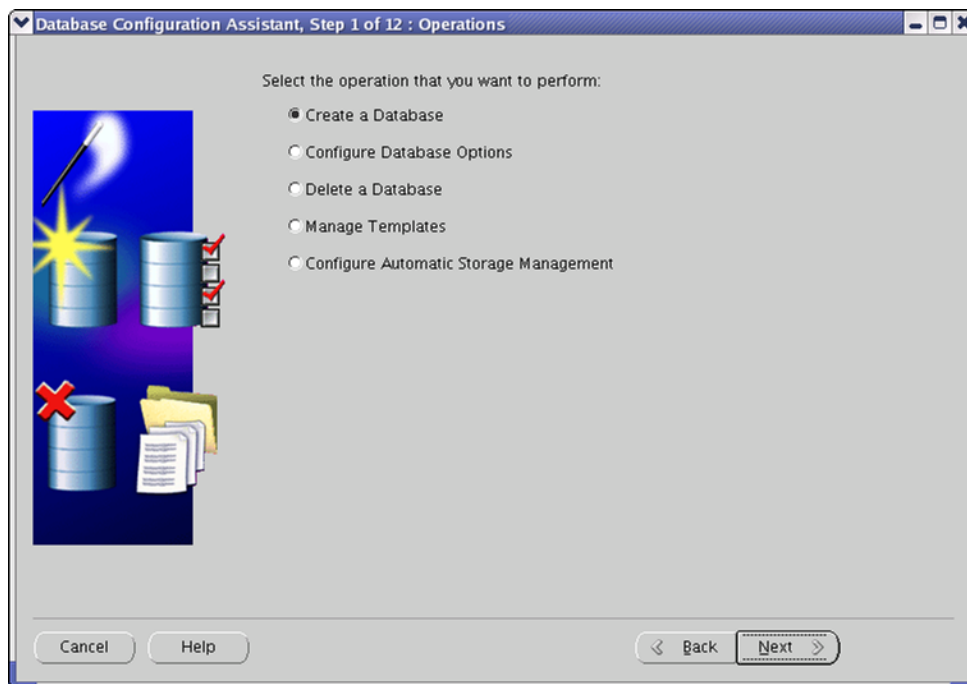 Database Configuration Assistant, Step 1 of 12 : Operations
Select the operation that you want to perform:
Create a Database
Configure Database Options
Delete a Database
Manage Templates
Configure Automatic Storage Management
Cancel
Help
Back
Next